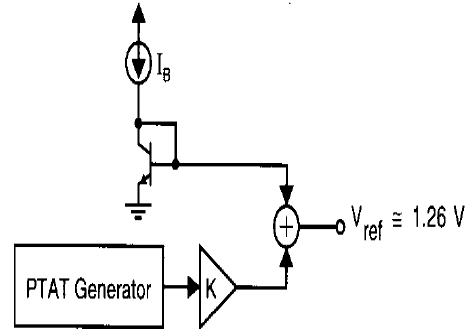 I_B
V_ref ≅ 1.26 V
PTAT Generator
K